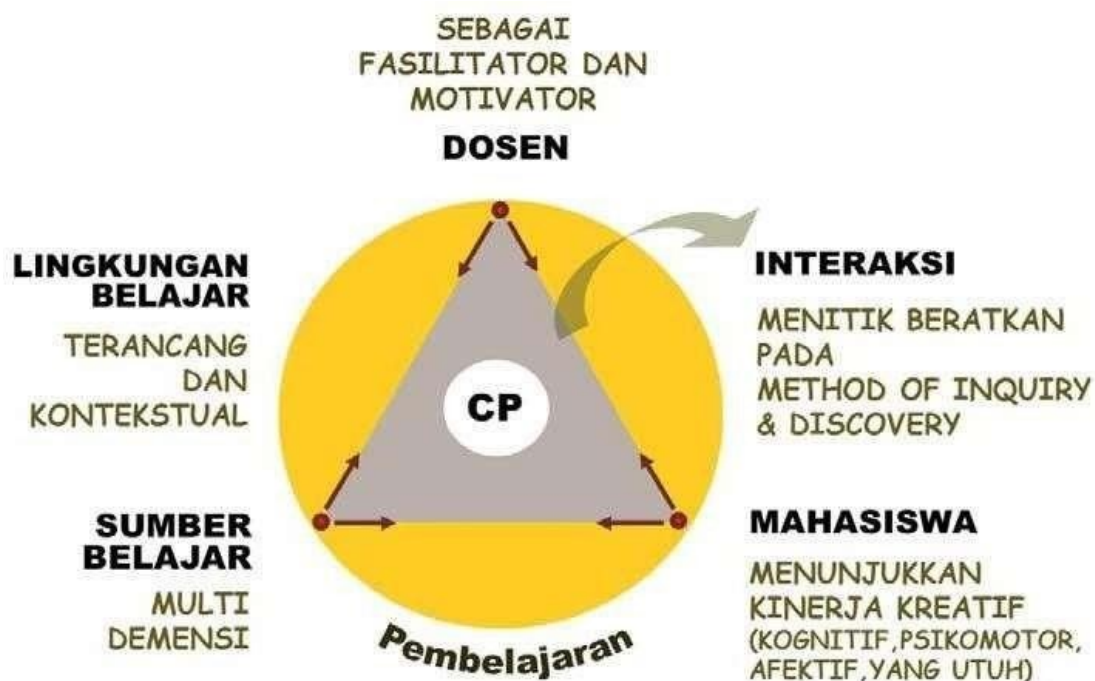 SEBAGAI
FASILITATOR DAN
MOTIVATOR
DOSEN
LINGKUNGAN
BELAJAR
TERANCANG
DAN
KONTEKSTUAL
INTERAKSI
MENITIK BERATKAN
PADA
METHOD OF INQUIRY
& DISCOVERY
CP
SUMBER
BELAJAR
MULTI
DEMENSI
MAHASISWA
MENUNJUKKAN
KINERJA KREATIF
(KOGNITIF,PSIKOMOTOR,
AFEKTIF,YANG UTUH)
Pembelajaran